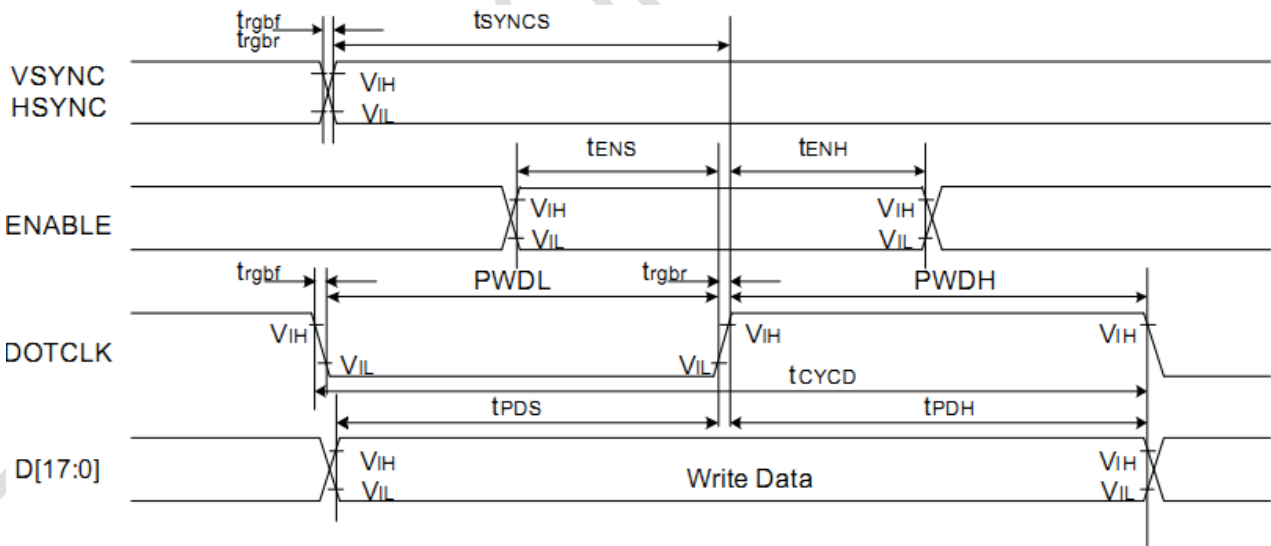 trgbf
trgbr
tSYNCS
VSYNC
HSYNC
VIH
VIL
tENS
tENH
ENABLE
VIH
VIL
VIH
VIL
trgbf
PWDL
trgbr
PWDH
DOTCLK
VIH
VIL
VIL
VIH
VIH
tCYCD
tPDS
tPDH
D[17:0]
VIH
VIL
Write Data
VIH
VIL